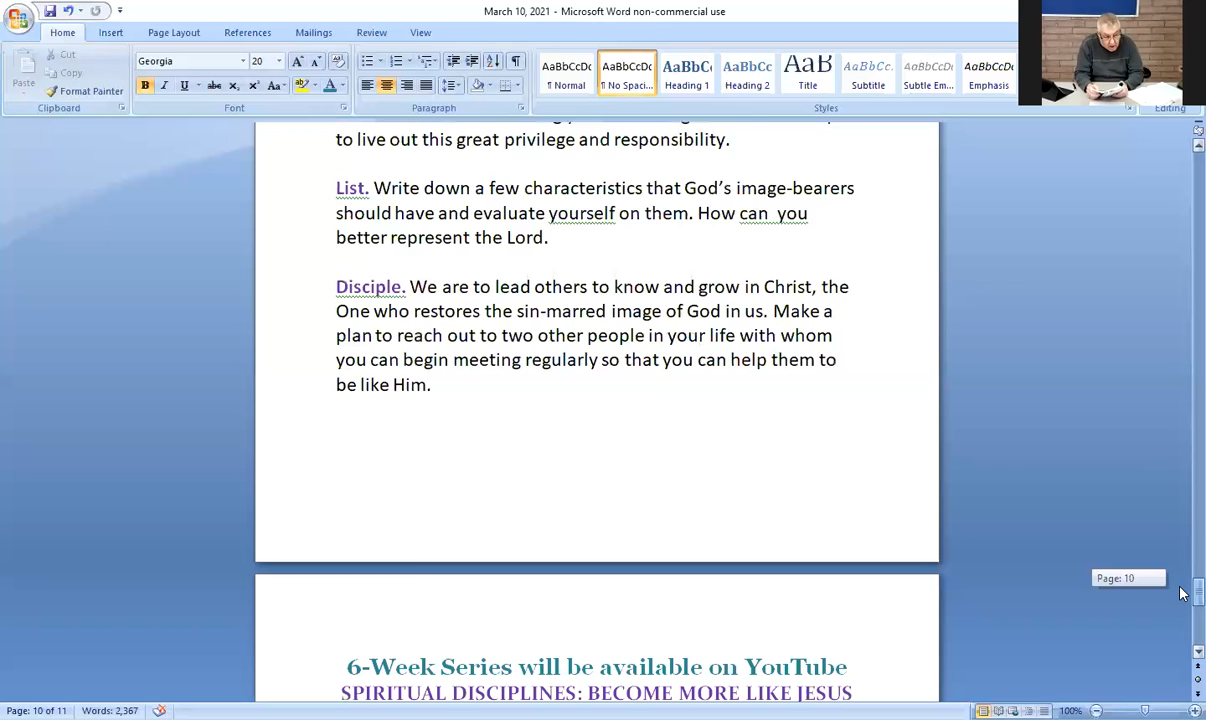 March 10, 2021 - Microsoft Word non-commercial use
Home Insert Page Layout References Mailings Review View
Cut
Copy
Paste
Format Painter
Clipboard
Georgia 20
Font
Paragraph
AaBbCcDc AaBbCcDc AaBbC AaBbCc AaB AaBbCc AaBbCcDc AaBbCcDc
¶ Normal ¶ No Spaci... Heading 1 Heading 2 Title Subtitle Subtle Em... Emphasis
Styles
Editing
to live out this great privilege and responsibility.
List. Write down a few characteristics that God’s image-bearers
should have and evaluate yourself on them. How can you
better represent the Lord.
Disciple. We are to lead others to know and grow in Christ, the
One who restores the sin-marred image of God in us. Make a
plan to reach out to two other people in your life with whom
you can begin meeting regularly so that you can help them to
be like Him.
Page: 10
6-Week Series will be available on YouTube
SPIRITUAL DISCIPLINES: BECOME MORE LIKE JESUS
Page: 10 of 11 Words: 2,367 100%